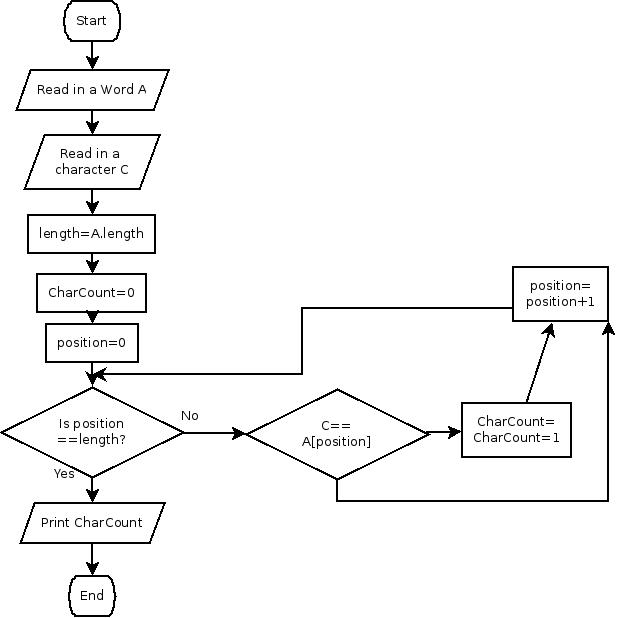 Start
Read in a Word A
Read in a
character C
length=A.length
CharCount=0
position=0
position=
position+1
Is position
==length?
No
C==
A[position]
CharCount=
CharCount=1
Yes
Print CharCount
End